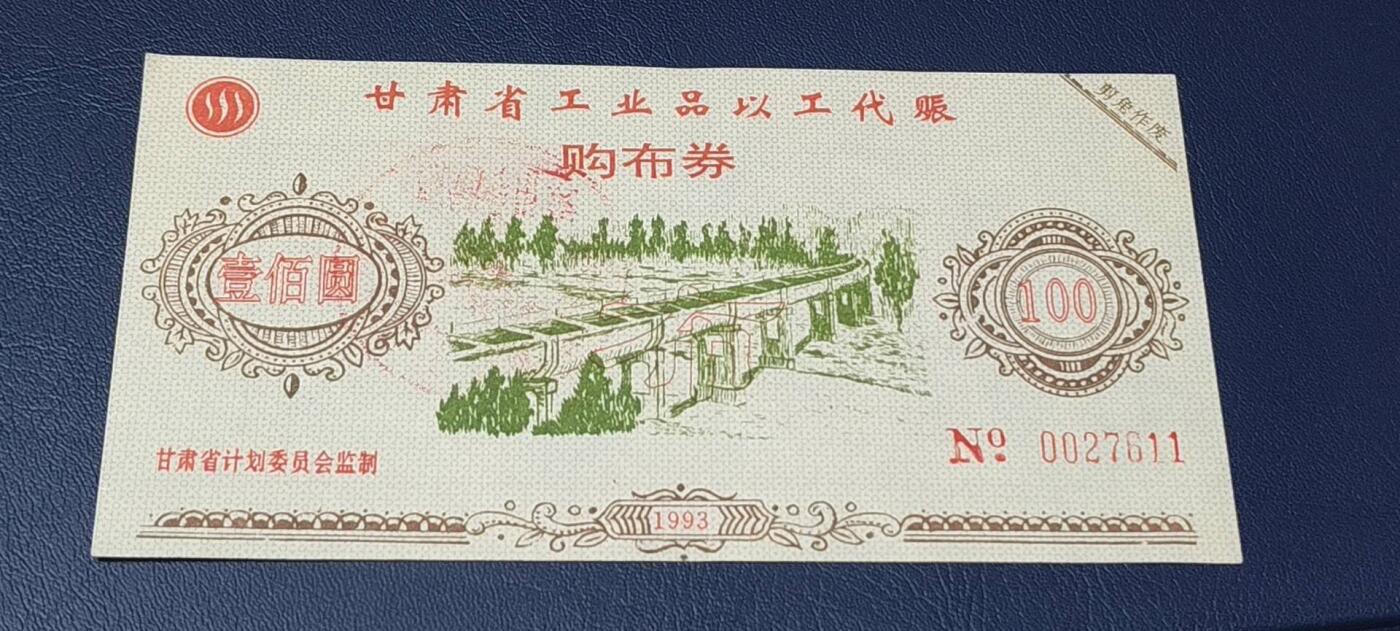 甘肃省工业品以工代赈
购布券
剪角作废
壹佰圆
100
甘肃省计划委员会监制
№ 0027611
1993